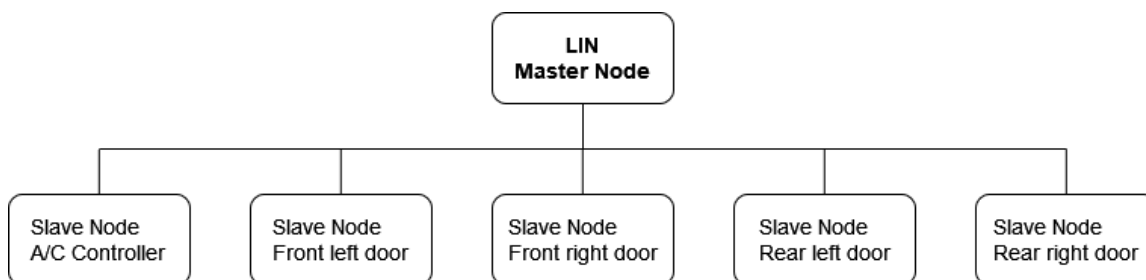 LIN
Master Node
Slave Node
A/C Controller
Slave Node
Front left door
Slave Node
Front right door
Slave Node
Rear left door
Slave Node
Rear right door